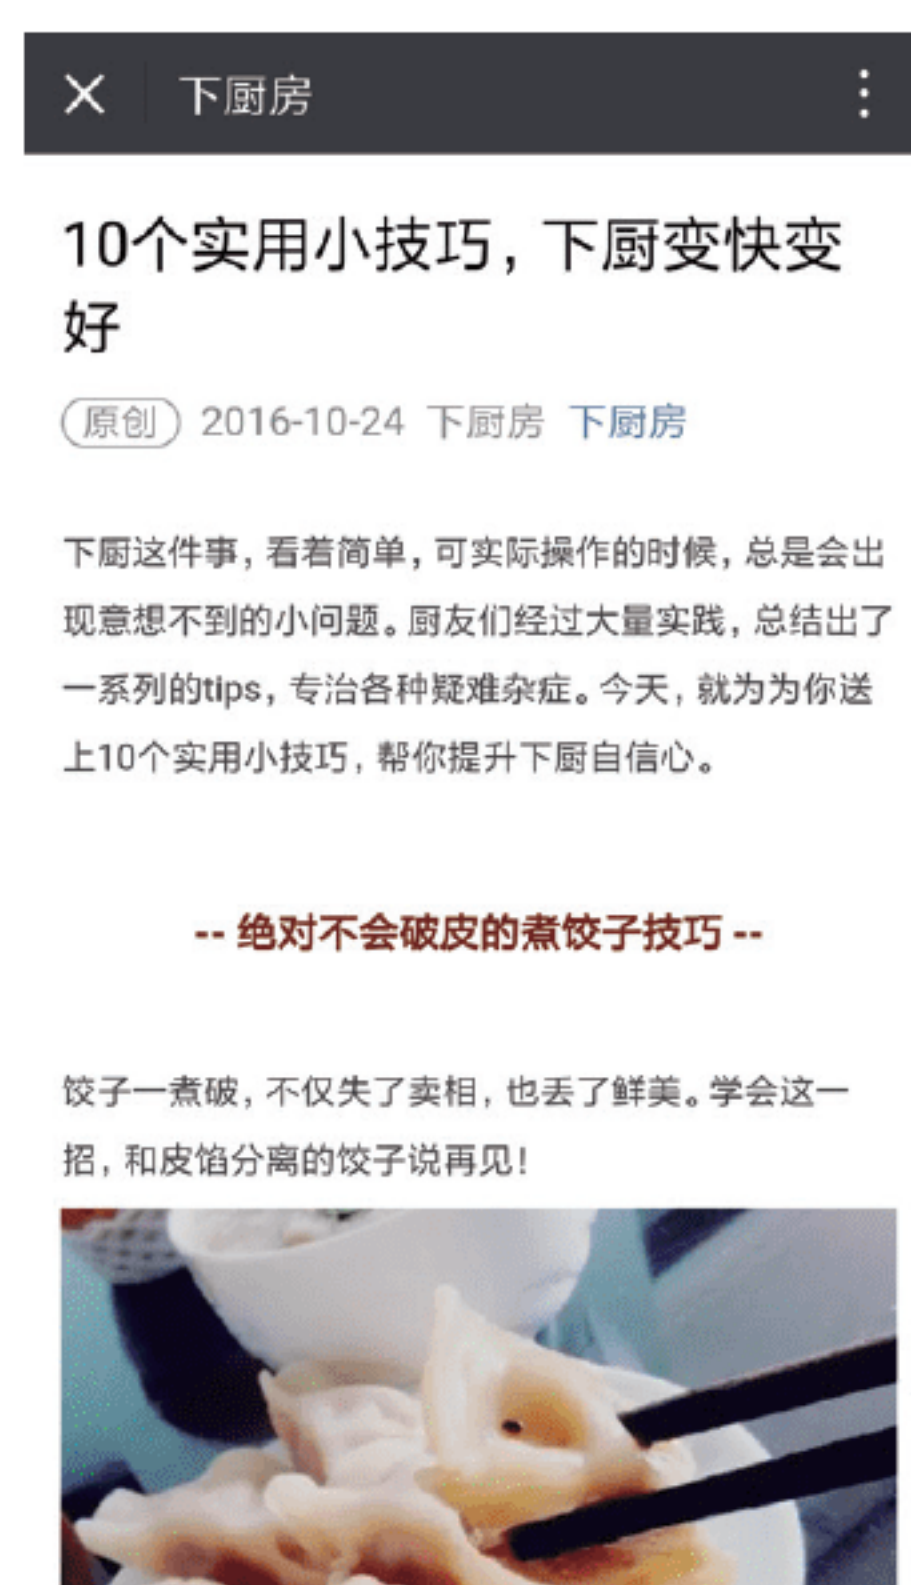 下厨房
10个实用小技巧，下厨变快变
好
原创 2016-10-24 下厨房 下厨房
下厨这件事，看着简单，可实际操作的时候，总是会出
现意想不到的小问题。厨友们经过大量实践，总结出了
一系列的tips，专治各种疑难杂症。今天，就为为你送
上10个实用小技巧，帮你提升下厨自信心。
-- 绝对不会破皮的煮饺子技巧 --
饺子一煮破，不仅失了卖相，也丢了鲜美。学会这一
招，和皮馅分离的饺子说再见！